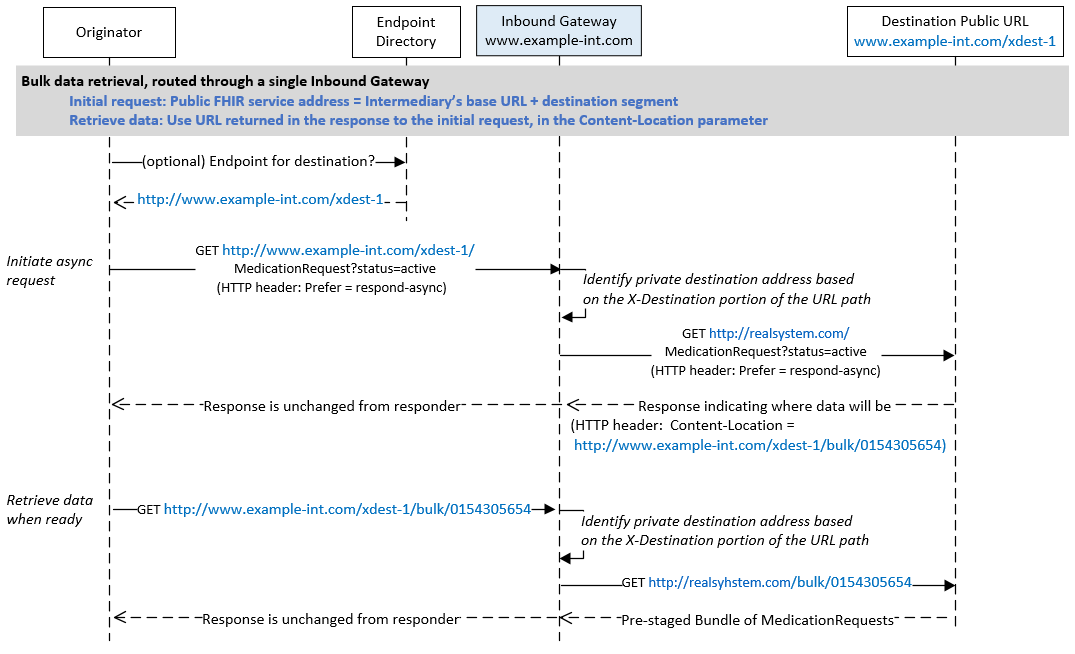 Originator
Endpoint
Directory
Inbound Gateway
www.example-int.com
Destination Public URL
www.example-int.com/xdest-1
Bulk data retrieval, routed through a single Inbound Gateway
Initial request: Public FHIR service address = Intermediary's base URL + destination segment
Retrieve data: Use URL returned in the response to the initial request, in the Content-Location parameter
(optional) Endpoint for destination?
http://www.example-int.com/xdest-1
Initiate async
request
GET http://www.example-int.com/xdest-1/
MedicationRequest?status=active
(HTTP header: Prefer = respond-async)
Identify private destination address based
on the X-Destination portion of the URL path
GET http://realsystem.com/
MedicationRequest?status=active
(HTTP header: Prefer = respond-async)
Response is unchanged from responder
Response indicating where data will be
(HTTP header: Content-Location =
http://www.example-int.com/xdest-1/bulk/0154305654)
Retrieve data
when ready
GET http://www.example-int.com/xdest-1/bulk/0154305654
Identify private destination address based
on the X-Destination portion of the URL path
GET http://realsyhstem.com/bulk/0154305654
Response is unchanged from responder
Pre-staged Bundle of MedicationRequests